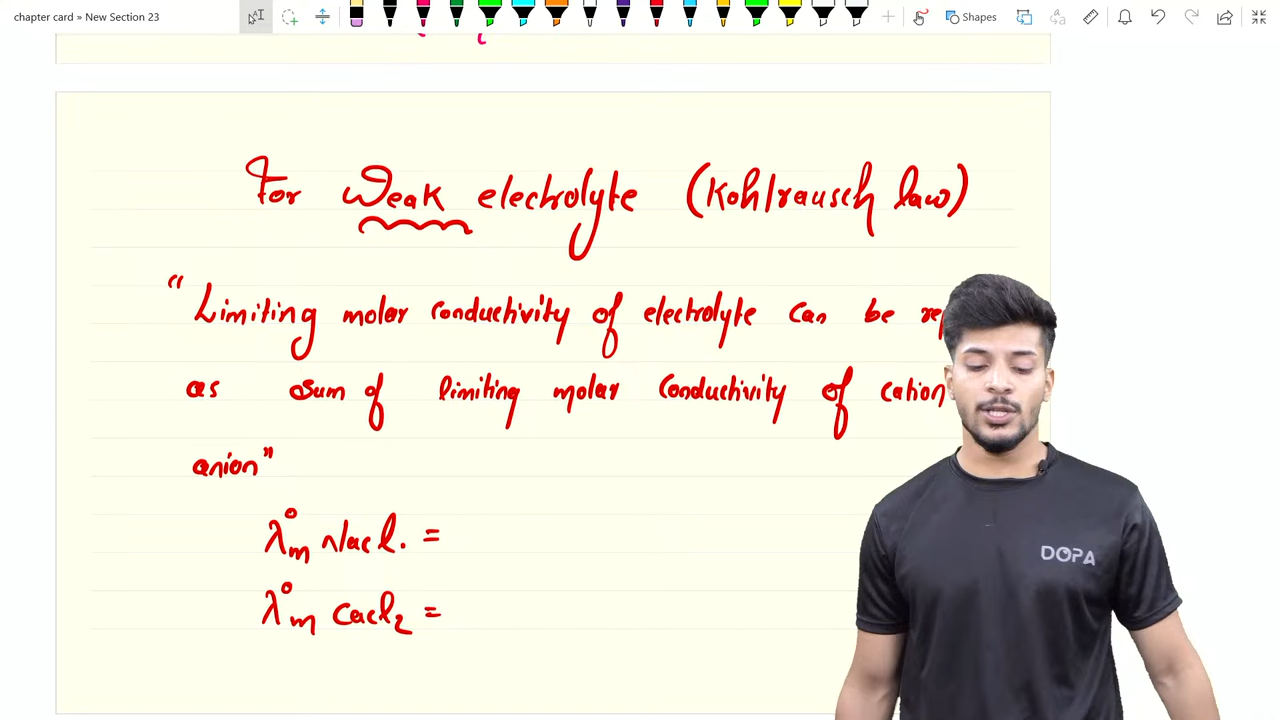 chapter card » New Section 23
Shapes
For Weak electrolyte (Kohlrausch law)
"Limiting molar conductivity of electrolyte can be
as sum of limiting molar conductivity of cation
anion"
λ°m NaCl. =
λ°m CaCl₂ =
DOPA